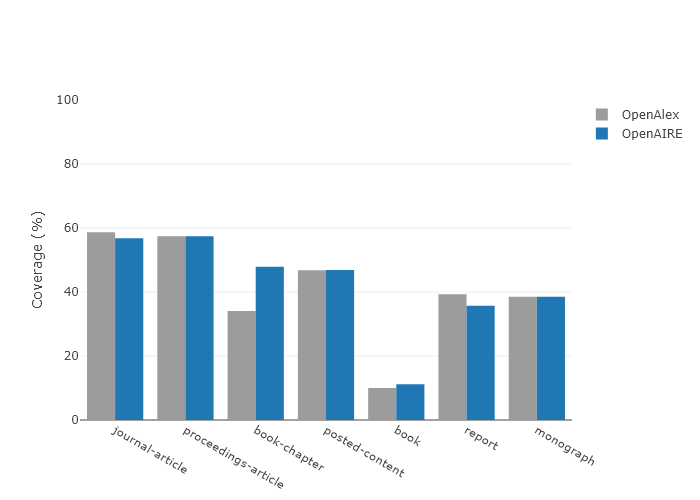 OpenAlex
OpenAIRE
Coverage (%)
100
80
60
40
20
0
journal-article
proceedings-article
book-chapter
posted-content
book
report
monograph